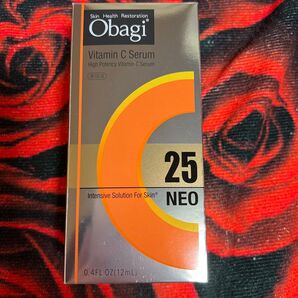 Skin Health Restoration
Obagi®
Vitamin C Serum
High Potency Vitamin C Serum
25
NEO
Intensive Solution For Skin®
0.4FL OZ(12mL)